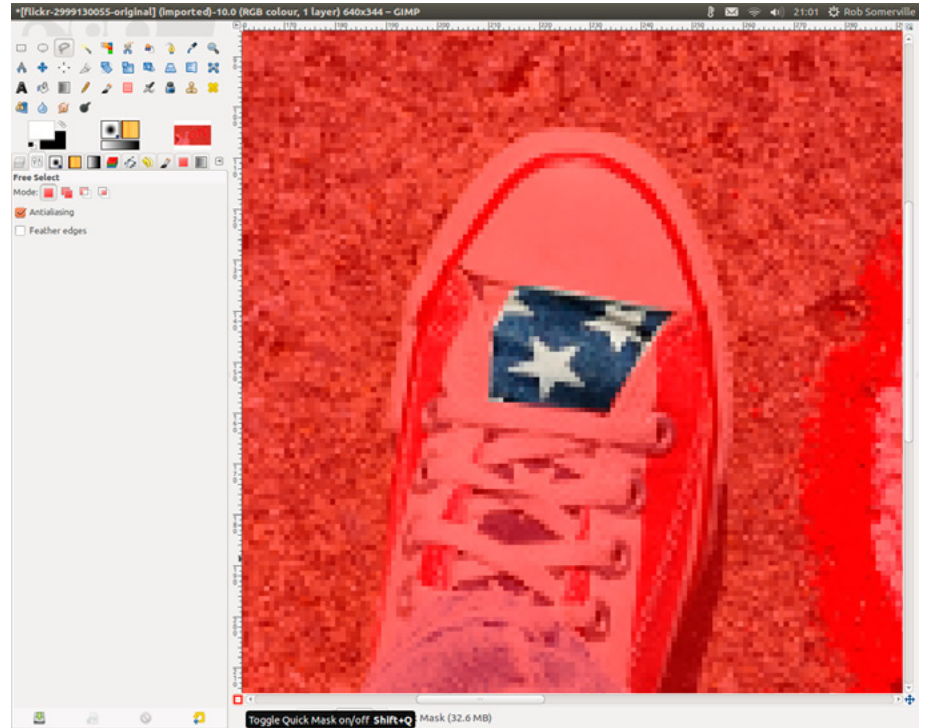 *[flickr-2999130055-original] (imported)-10.0 (RGB colour, 1 layer) 640x344 – GIMP
21:01 Rob Somerville
Free Select
Mode:
Antialiasing
Feather edges
Toggle Quick Mask on/off Shift+Q
Mask (32.6 MB)